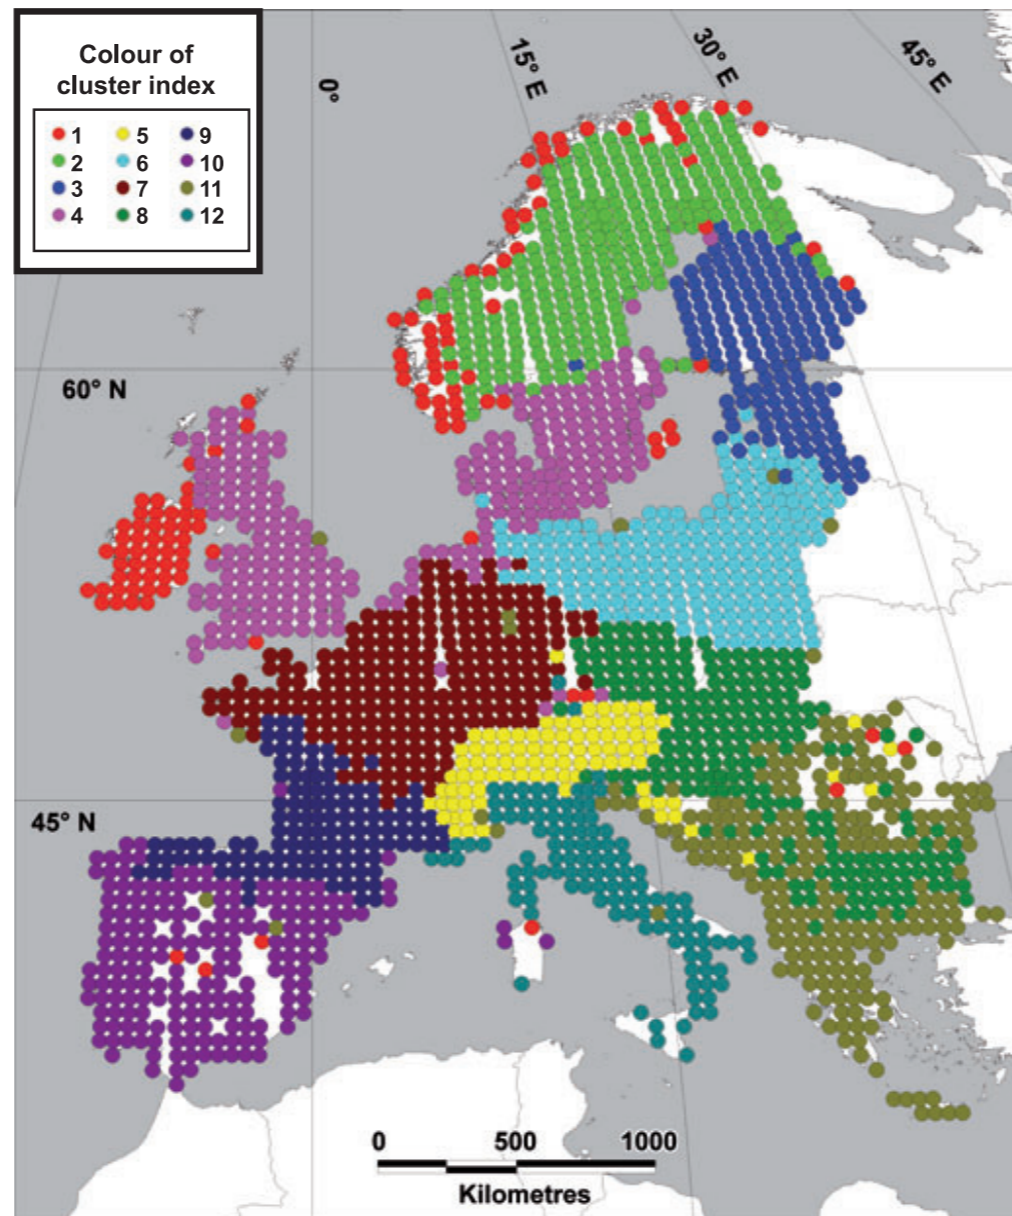 Colour of
cluster index
1 5 9
2 6 10
3 7 11
4 8 12
0°
15° E
30° E
45° E
60° N
45° N
0 500 1000
Kilometres